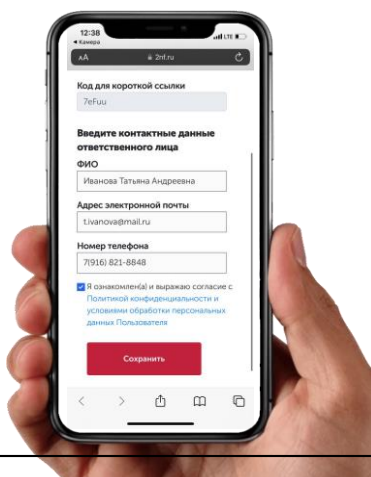 12:38
LTE
◀ Камера
AA
2nf.ru
Код для короткой ссылки
7eFuu
Введите контактные данные
ответственного лица
ФИО
Иванова Татьяна Андреевна
Адрес электронной почты
t.ivanova@mail.ru
Номер телефона
7(916) 821-8848
Я ознакомлен(а) и выражаю согласие с
Политикой конфиденциальности и
условиями обработки персональных
данных Пользователя
Сохранить